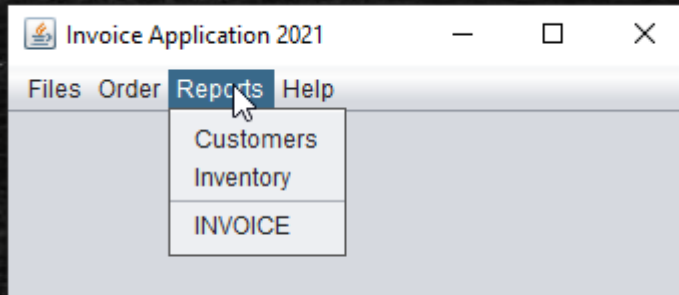 Invoice Application 2021
Files Order Reports Help
Customers
Inventory
INVOICE